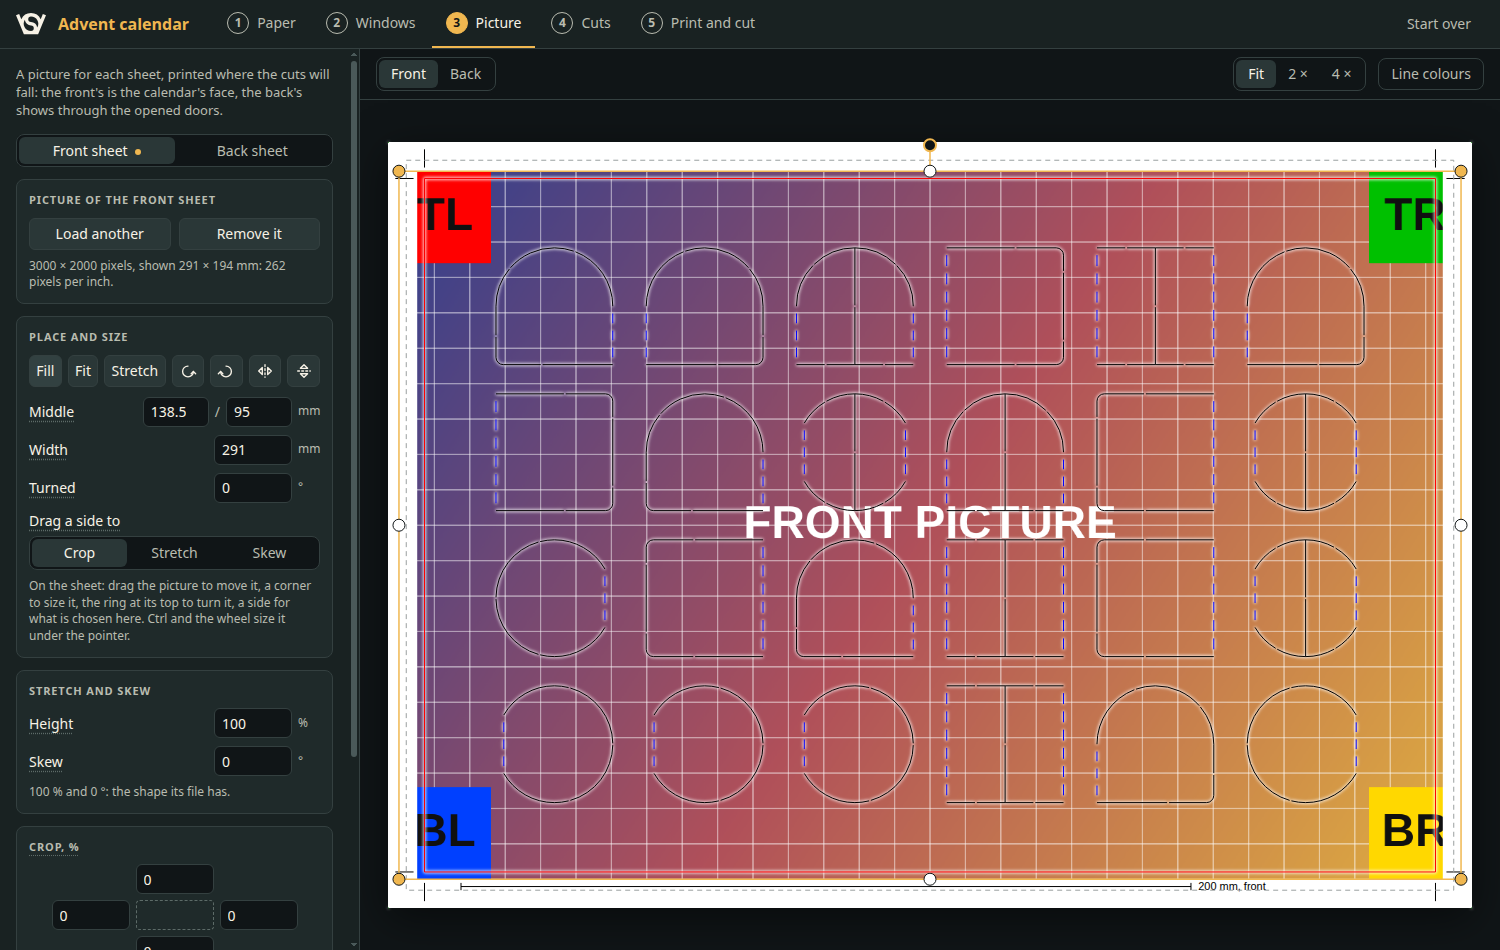 Advent calendar
1 Paper
2 Windows
3 Picture
4 Cuts
5 Print and cut
Start over
A picture for each sheet, printed where the cuts will
fall: the front's is the calendar's face, the back's
shows through the opened doors.
Front sheet
Back sheet
PICTURE OF THE FRONT SHEET
Load another
Remove it
3000 × 2000 pixels, shown 291 × 194 mm: 262
pixels per inch.
PLACE AND SIZE
Fill
Fit
Stretch
Middle 138.5 / 95 mm
Width 291 mm
Turned 0 °
Drag a side to
Crop
Stretch
Skew
On the sheet: drag the picture to move it, a corner
to size it, the ring at its top to turn it, a side for
what is chosen here. Ctrl and the wheel size it
under the pointer.
STRETCH AND SKEW
Height 100 %
Skew 0 °
100 % and 0 °: the shape its file has.
CROP, %
0
0
0
Front
Back
Fit
2 ×
4 ×
Line colours
TL
TR
FRONT PICTURE
BL
BR
200 mm, front